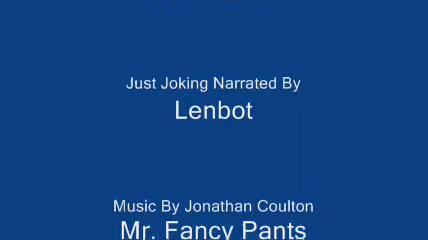 Just Joking Narrated By
Lenbot
Music By Jonathan Coulton
Mr. Fancy Pants